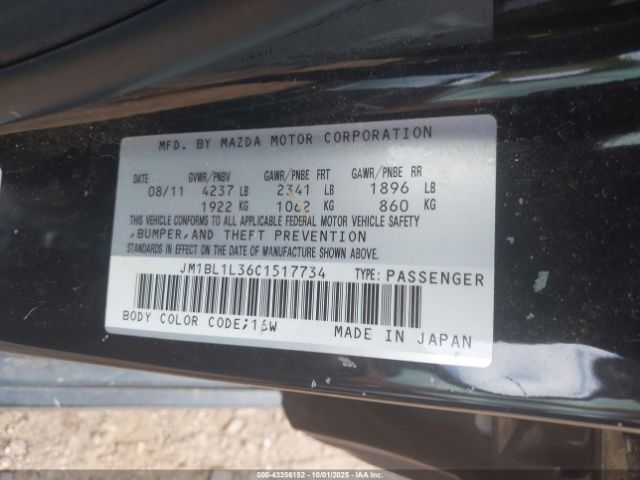 MFD. BY MAZDA MOTOR CORPORATION
DATE GVWR/PNBV GAWR/PNBE FRT GAWR/PNBE RR
08/11 4237 LB 2341 LB 1896 LB
1922 KG 1062 KG 860 KG
THIS VEHICLE CONFORMS TO ALL APPLICABLE FEDERAL MOTOR VEHICLE SAFETY
,BUMPER,AND THEFT PREVENTION
STANDARDS IN EFFECT ON THE DATE OF MANUFACTURE SHOWN ABOVE.
JM1BL1L36C1517734 TYPE: PASSENGER
BODY COLOR CODE;16W MADE IN JAPAN
000-43356152 - 10/01/2025 - IAAI.COM